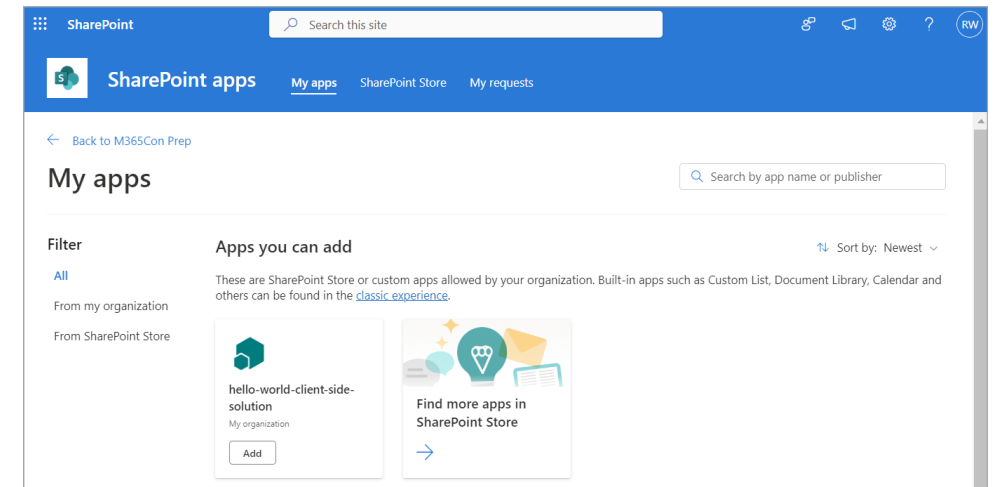 SharePoint
Search this site
?
RW
S
SharePoint apps
My apps
SharePoint Store
My requests
Back to M365Con Prep
My apps
Search by app name or publisher
Filter
All
From my organization
From SharePoint Store
Apps you can add
Sort by: Newest
These are SharePoint Store or custom apps allowed by your organization. Built-in apps such as Custom List, Document Library, Calendar and
others can be found in the classic experience.
hello-world-client-side-
solution
My organization
Add
Find more apps in
SharePoint Store